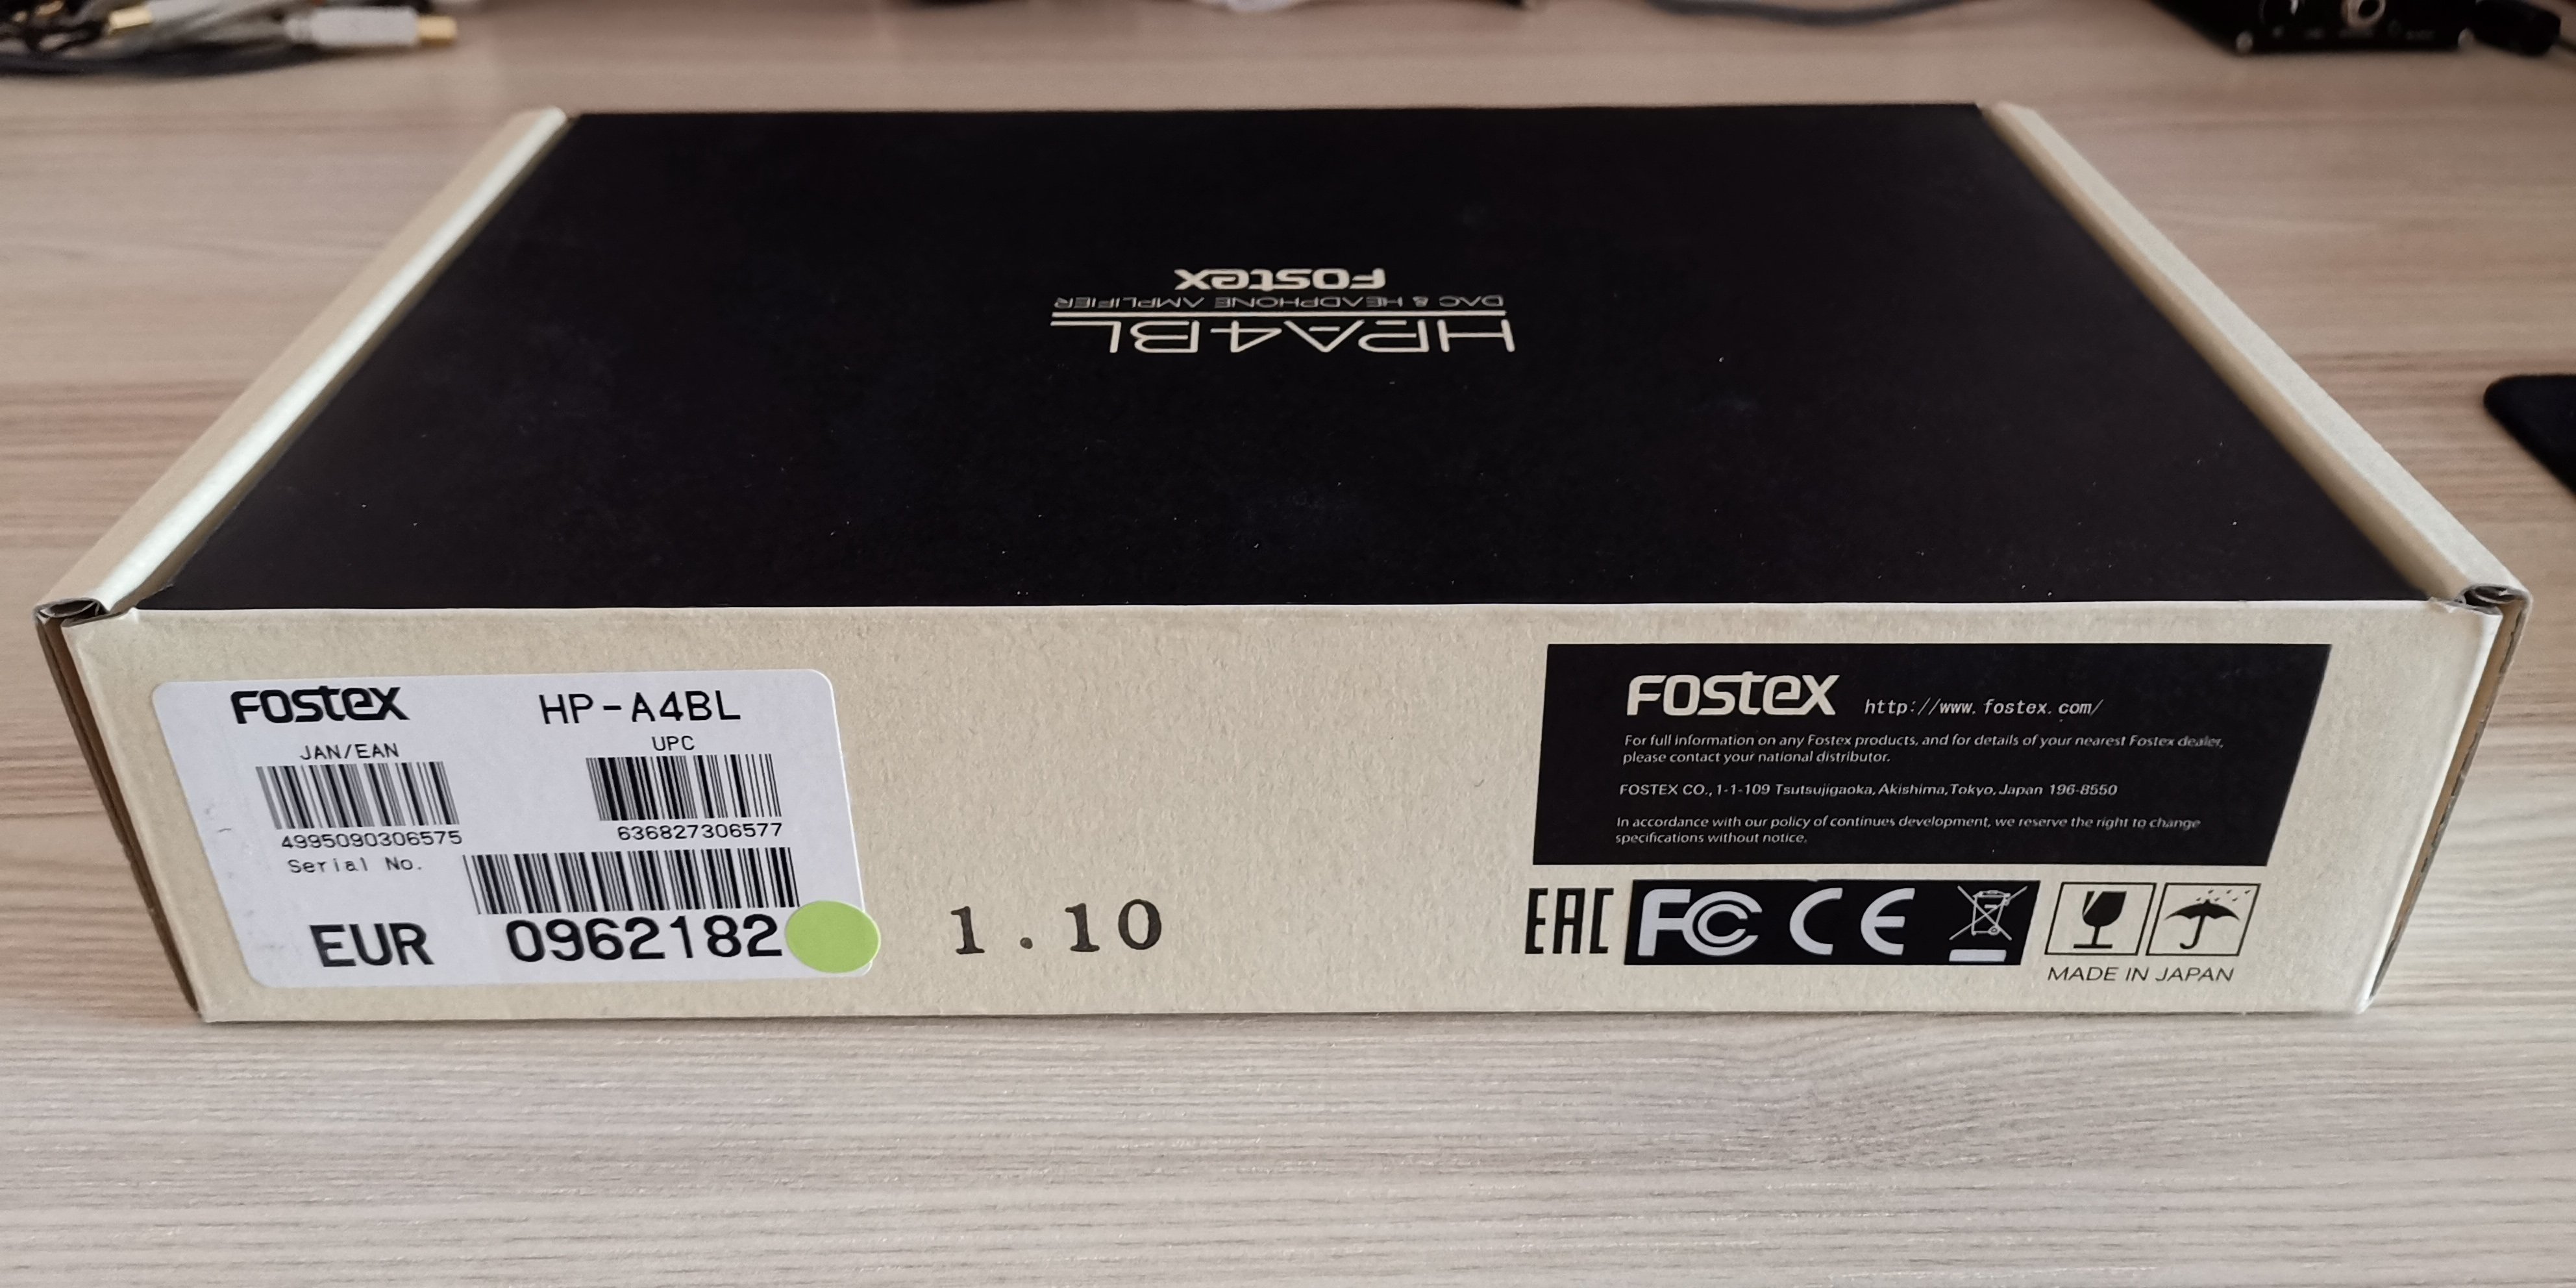 HPA4BL
DAC & HEADPHONE AMPLIFIER
Fostex
Fostex HP-A4BL
JAN/EAN UPC
4995090306575 636827306577
Serial No.
EUR 0962182
1.10
Fostex http://www.fostex.com/
For full information on any Fostex products, and for details of your nearest Fostex dealer,
please contact your national distributor.
FOSTEX CO., 1-1-109 Tsutsujigaoka, Akishima, Tokyo, Japan 196-8550
In accordance with our policy of continues development, we reserve the right to change
specifications without notice.
EAC FC CE
MADE IN JAPAN